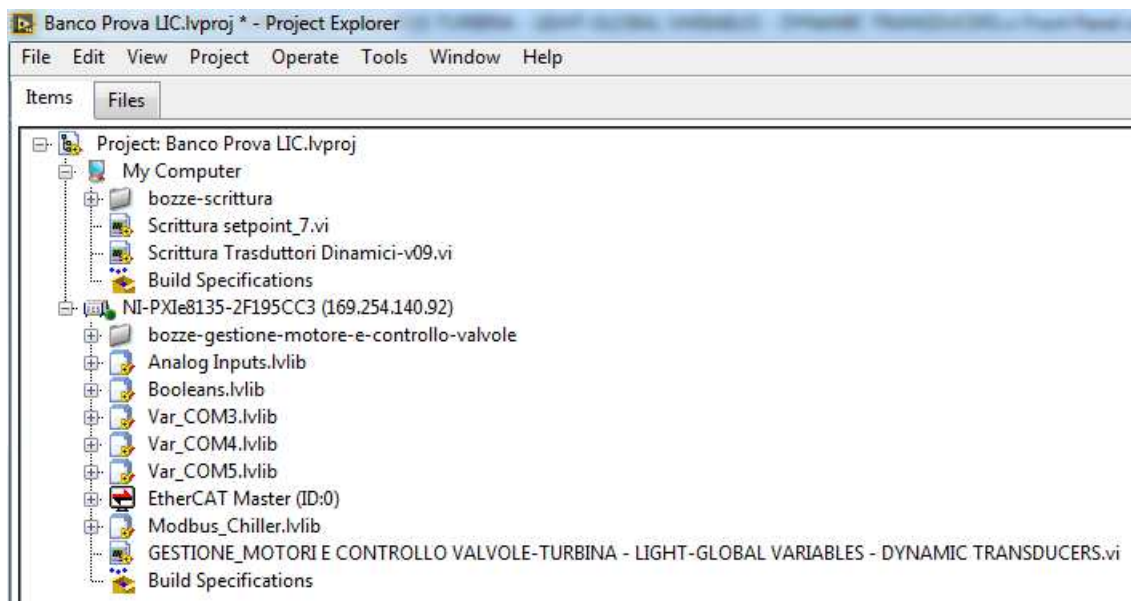 Banco Prova LIC.lvproj * - Project Explorer
File Edit View Project Operate Tools Window Help
Items Files
Project: Banco Prova LIC.lvproj
My Computer
bozze-scrittura
Scrittura setpoint_7.vi
Scrittura Trasduttori Dinamici-v09.vi
Build Specifications
NI-PXIe8135-2F195CC3 (169.254.140.92)
bozze-gestione-motore-e-controllo-valvole
Analog Inputs.lvlib
Booleans.lvlib
Var_COM3.lvlib
Var_COM4.lvlib
Var_COM5.lvlib
EtherCAT Master (ID:0)
Modbus_Chiller.lvlib
GESTIONE_MOTORI E CONTROLLO VALVOLE-TURBINA - LIGHT-GLOBAL VARIABLES - DYNAMIC TRANSDUCERS.vi
Build Specifications